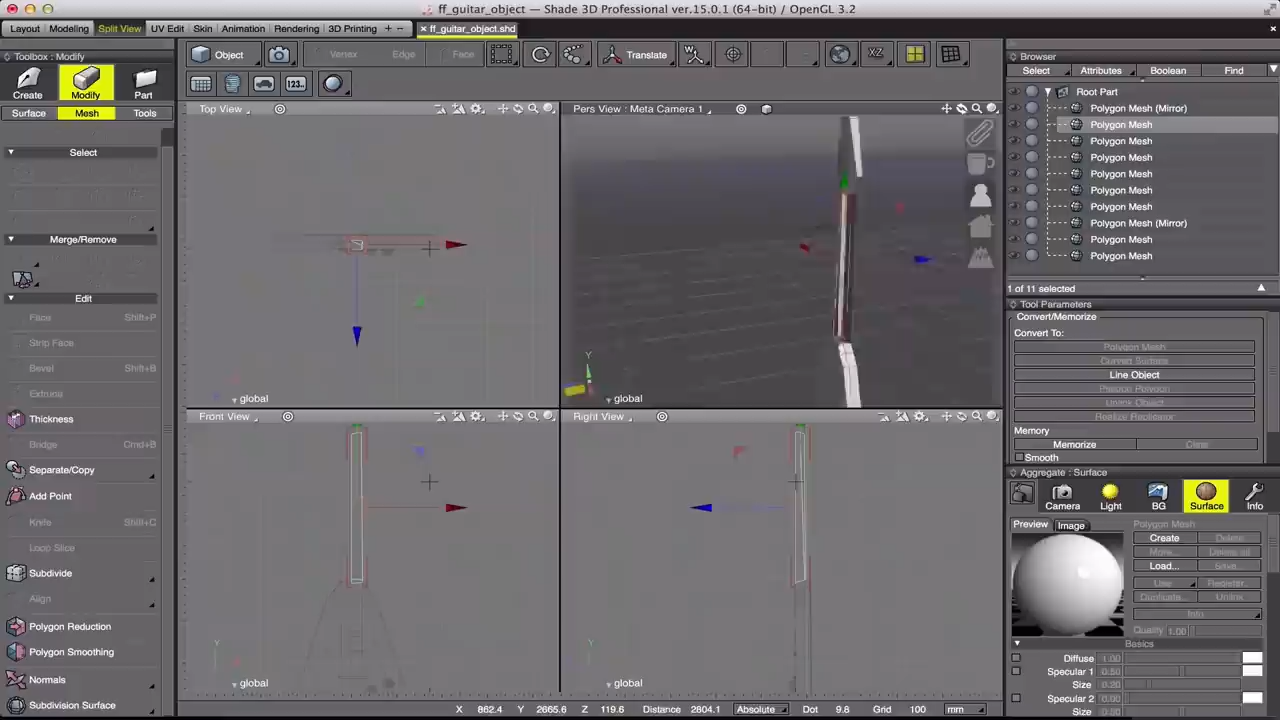 ff_guitar_object — Shade 3D Professional ver.15.0.1 (64-bit) / OpenGL 3.2
Layout Modeling Split View UV Edit Skin Animation Rendering 3D Printing + − × ff_guitar_object.shd
Toolbox : Modify
Create Modify Part
Surface Mesh Tools
Select
Merge/Remove
Edit
Face Shift+P
Strip Face
Bevel Shift+B
Extrude
Thickness
Bridge Cmd+B
Separate/Copy
Add Point
Knife Shift+C
Loop Slice
Subdivide
Align
Polygon Reduction
Polygon Smoothing
Normals
Subdivision Surface
Object Vertex Edge Face Translate W XZ
123..
Top View
global
Pers View : Meta Camera 1
Y
global
Front View
Y
global
Right View
Y
global
X 862.4 Y 2665.6 Z 119.6 Distance 2804.1 Absolute Dot 9.8 Grid 100 mm
Browser
Select Attributes Boolean Find
Root Part
Polygon Mesh (Mirror)
Polygon Mesh
Polygon Mesh
Polygon Mesh
Polygon Mesh
Polygon Mesh
Polygon Mesh
Polygon Mesh (Mirror)
Polygon Mesh
Polygon Mesh
1 of 11 selected
Tool Parameters
Convert/Memorize
Convert To:
Polygon Mesh
Curved Surface
Line Object
Realize Replicator
Memory
Memorize Clear
Smooth
Aggregate : Surface
Camera Light BG Surface Info
Preview Image Polygon Mesh
Create Delete
More... Delete all
Load... Save...
Use Register...
Duplicate... Unlink
Info
Quality 1.00
Basics
Diffuse 1.00
Specular 1 0.50
Size 0.20
Specular 2 0.00
Size